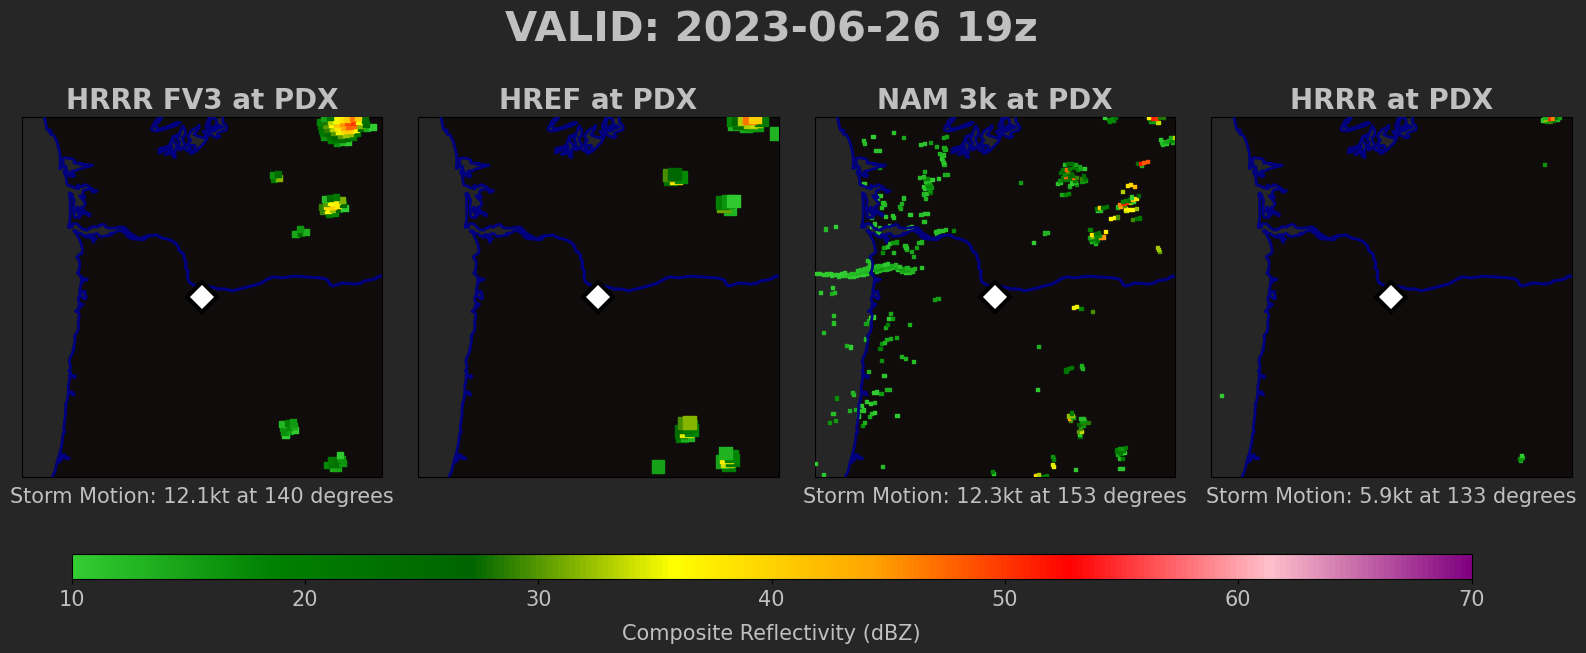 VALID: 2023-06-26 19z
HRRR FV3 at PDX
HREF at PDX
NAM 3k at PDX
HRRR at PDX
Storm Motion: 12.1kt at 140 degrees
Storm Motion: 12.3kt at 153 degrees
Storm Motion: 5.9kt at 133 degrees
10 20 30 40 50 60 70
Composite Reflectivity (dBZ)